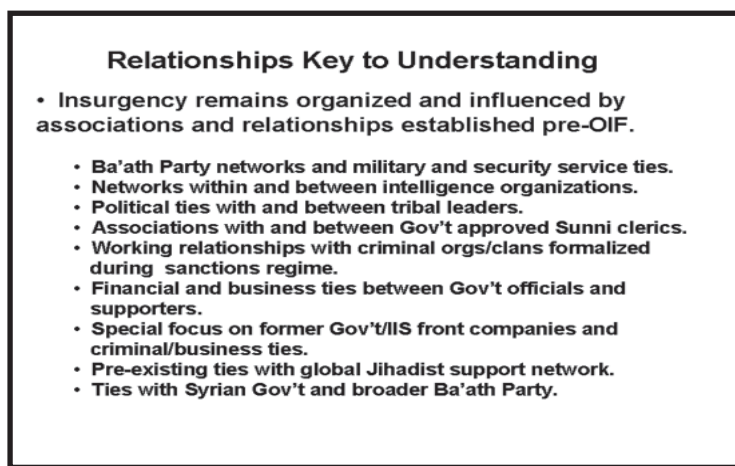 Relationships Key to Understanding
• Insurgency remains organized and influenced by
associations and relationships established pre-OIF.
• Ba'ath Party networks and military and security service ties.
• Networks within and between intelligence organizations.
• Political ties with and between tribal leaders.
• Associations with and between Gov't approved Sunni clerics.
• Working relationships with criminal orgs/clans formalized
during sanctions regime.
• Financial and business ties between Gov't officials and
supporters.
• Special focus on former Gov't/IIS front companies and
criminal/business ties.
• Pre-existing ties with global Jihadist support network.
• Ties with Syrian Gov't and broader Ba'ath Party.